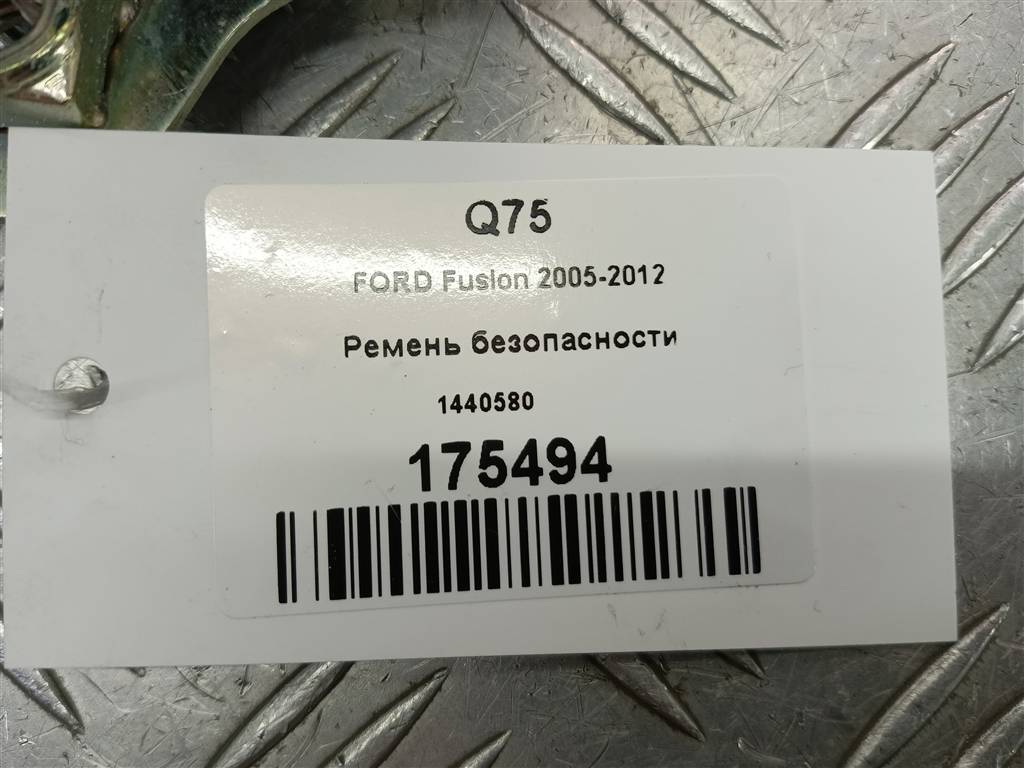 Q75
FORD Fusion 2005-2012
Ремень безопасности
1440580
175494